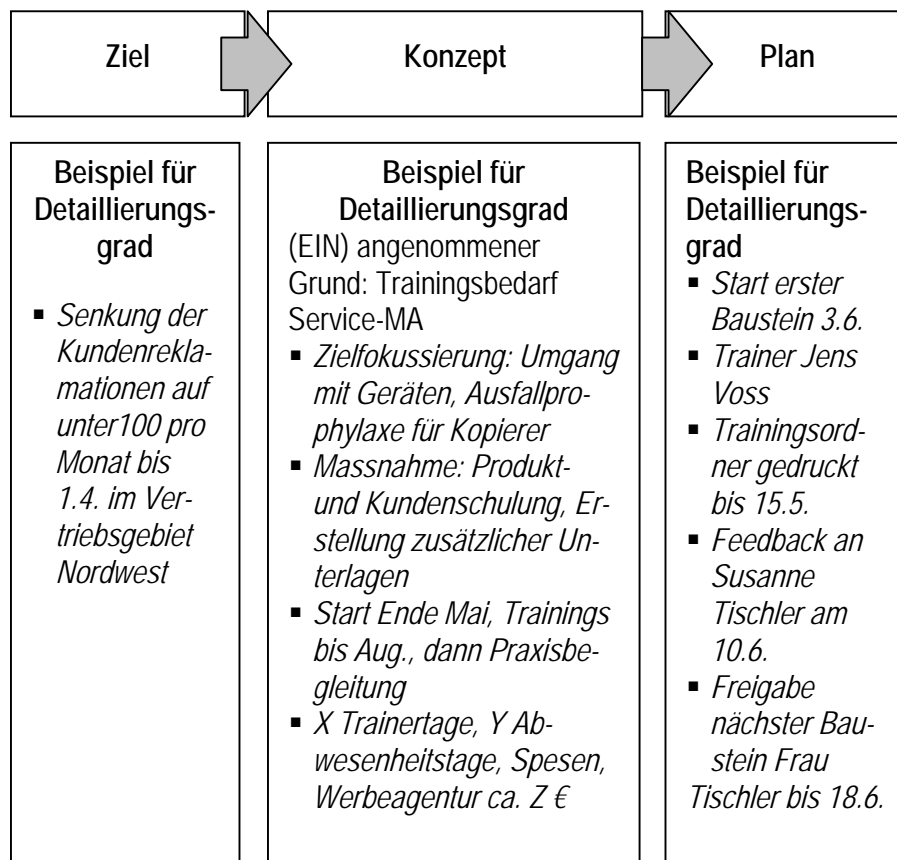 Ziel
Konzept
Plan
Beispiel für
Detaillierungs-
grad
▪ Senkung der
Kundenrekla-
mationen auf
unter100 pro
Monat bis
1.4. im Ver-
triebsgebiet
Nordwest
Beispiel für
Detaillierungsgrad
(EIN) angenommener
Grund: Trainingsbedarf
Service-MA
▪ Zielfokussierung: Umgang
mit Geräten, Ausfallpro-
phylaxe für Kopierer
▪ Massnahme: Produkt-
und Kundenschulung, Er-
stellung zusätzlicher Un-
terlagen
▪ Start Ende Mai, Trainings
bis Aug., dann Praxisbe-
gleitung
▪ X Trainertage, Y Ab-
wesenheitstage, Spesen,
Werbeagentur ca. Z €
Beispiel für
Detaillierungs-
grad
▪ Start erster
Baustein 3.6.
▪ Trainer Jens
Voss
▪ Trainingsord-
ner gedruckt
bis 15.5.
▪ Feedback an
Susanne
Tischler am
10.6.
▪ Freigabe
nächster Bau-
stein Frau
Tischler bis 18.6.